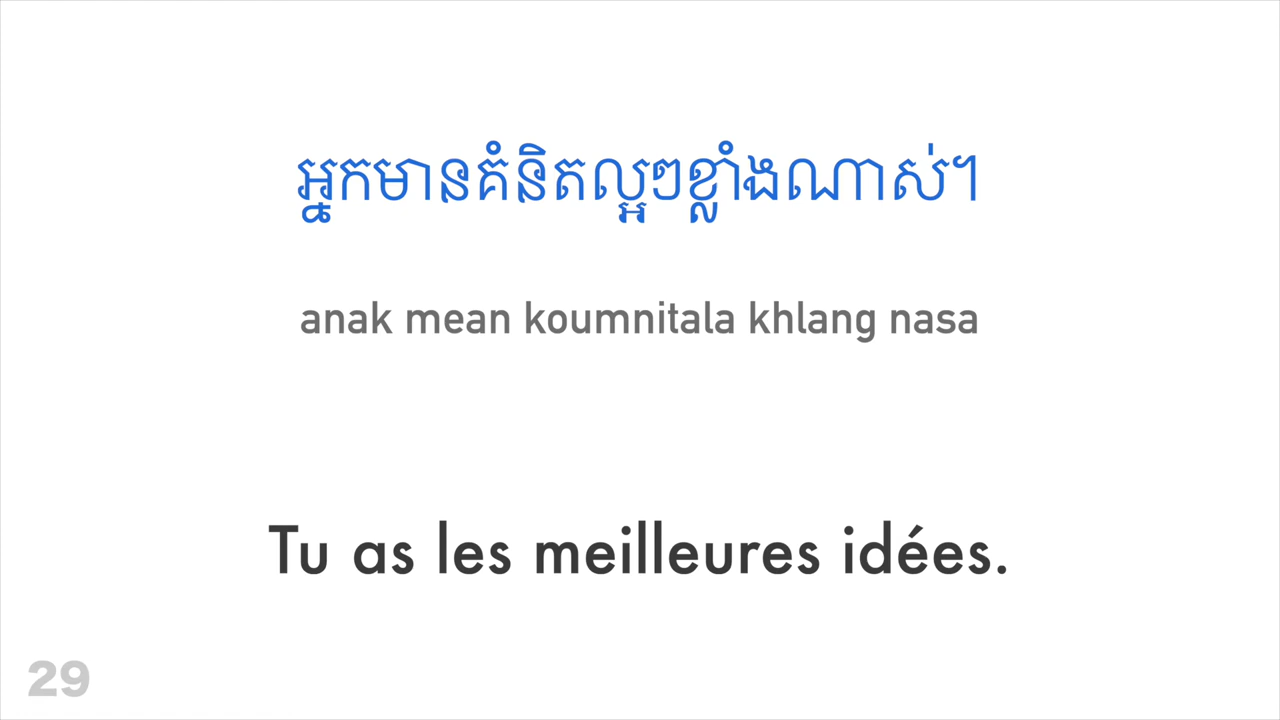 អ្នកមានគំនិតល្អៗខ្លាំងណាស់។
anak mean koumnitala khlang nasa
Tu as les meilleures idées.
29